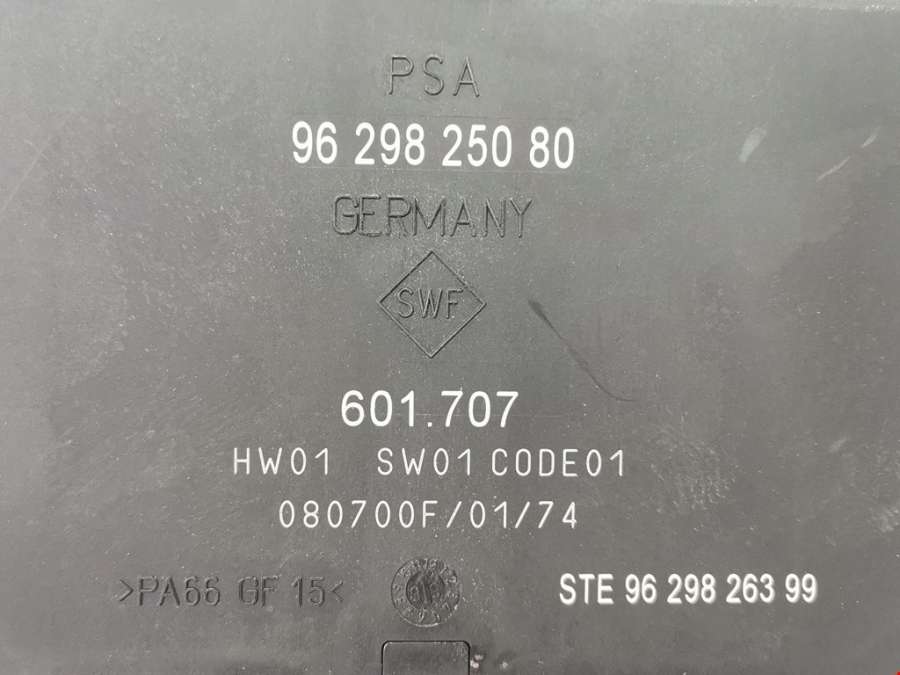 PSA
96 298 250 80
GERMANY
SWF
601.707
HW01 SW01 CODE01
080700F/01/74
>PA66 GF 15<
STE 96 298 263 99